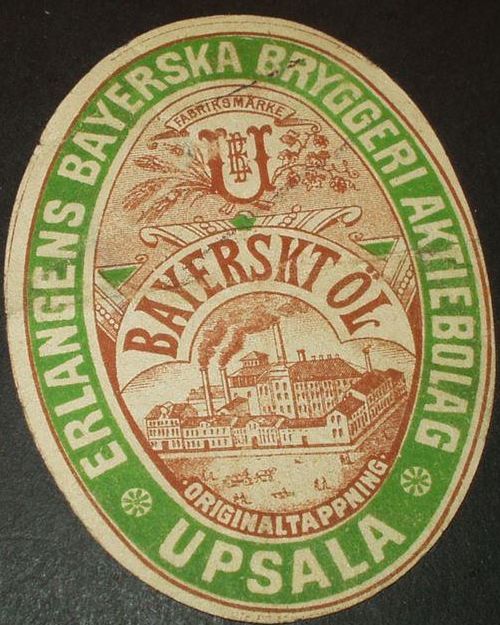 ERLANGENS BAYERSKA BRYGGERI AKTIEBOLAG
UPSALA
FABRIKSMÄRKE
BAYERSKT ÖL
ORIGINALTAPPNING.